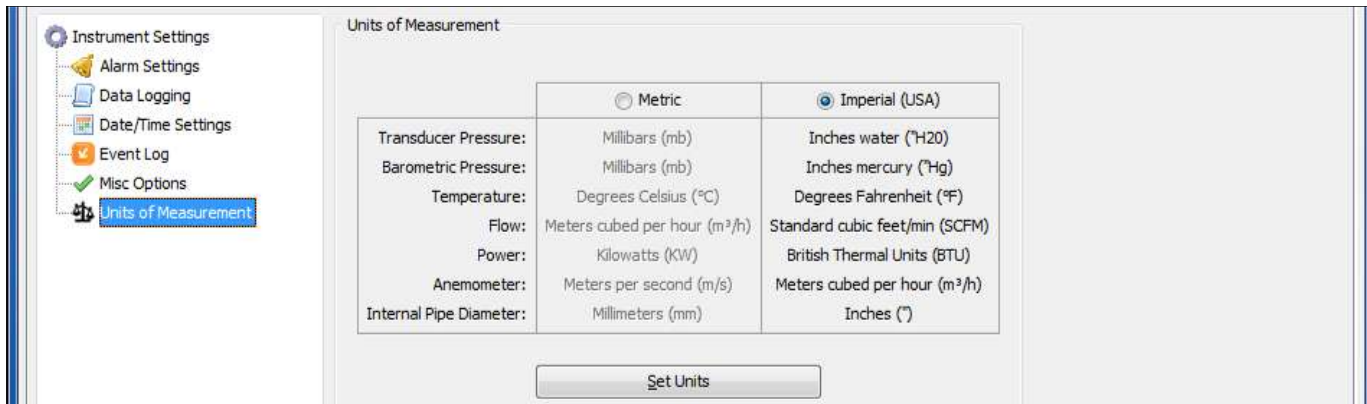 Units of Measurement
Instrument Settings
Alarm Settings
Data Logging
Date/Time Settings
Event Log
Misc Options
Units of Measurement
Metric Imperial (USA)
Transducer Pressure: Millibars (mb) Inches water ("H20)
Barometric Pressure: Millibars (mb) Inches mercury ("Hg)
Temperature: Degrees Celsius (°C) Degrees Fahrenheit (°F)
Flow: Meters cubed per hour (m³/h) Standard cubic feet/min (SCFM)
Power: Kilowatts (KW) British Thermal Units (BTU)
Anemometer: Meters per second (m/s) Meters cubed per hour (m³/h)
Internal Pipe Diameter: Millimeters (mm) Inches (")
Set Units